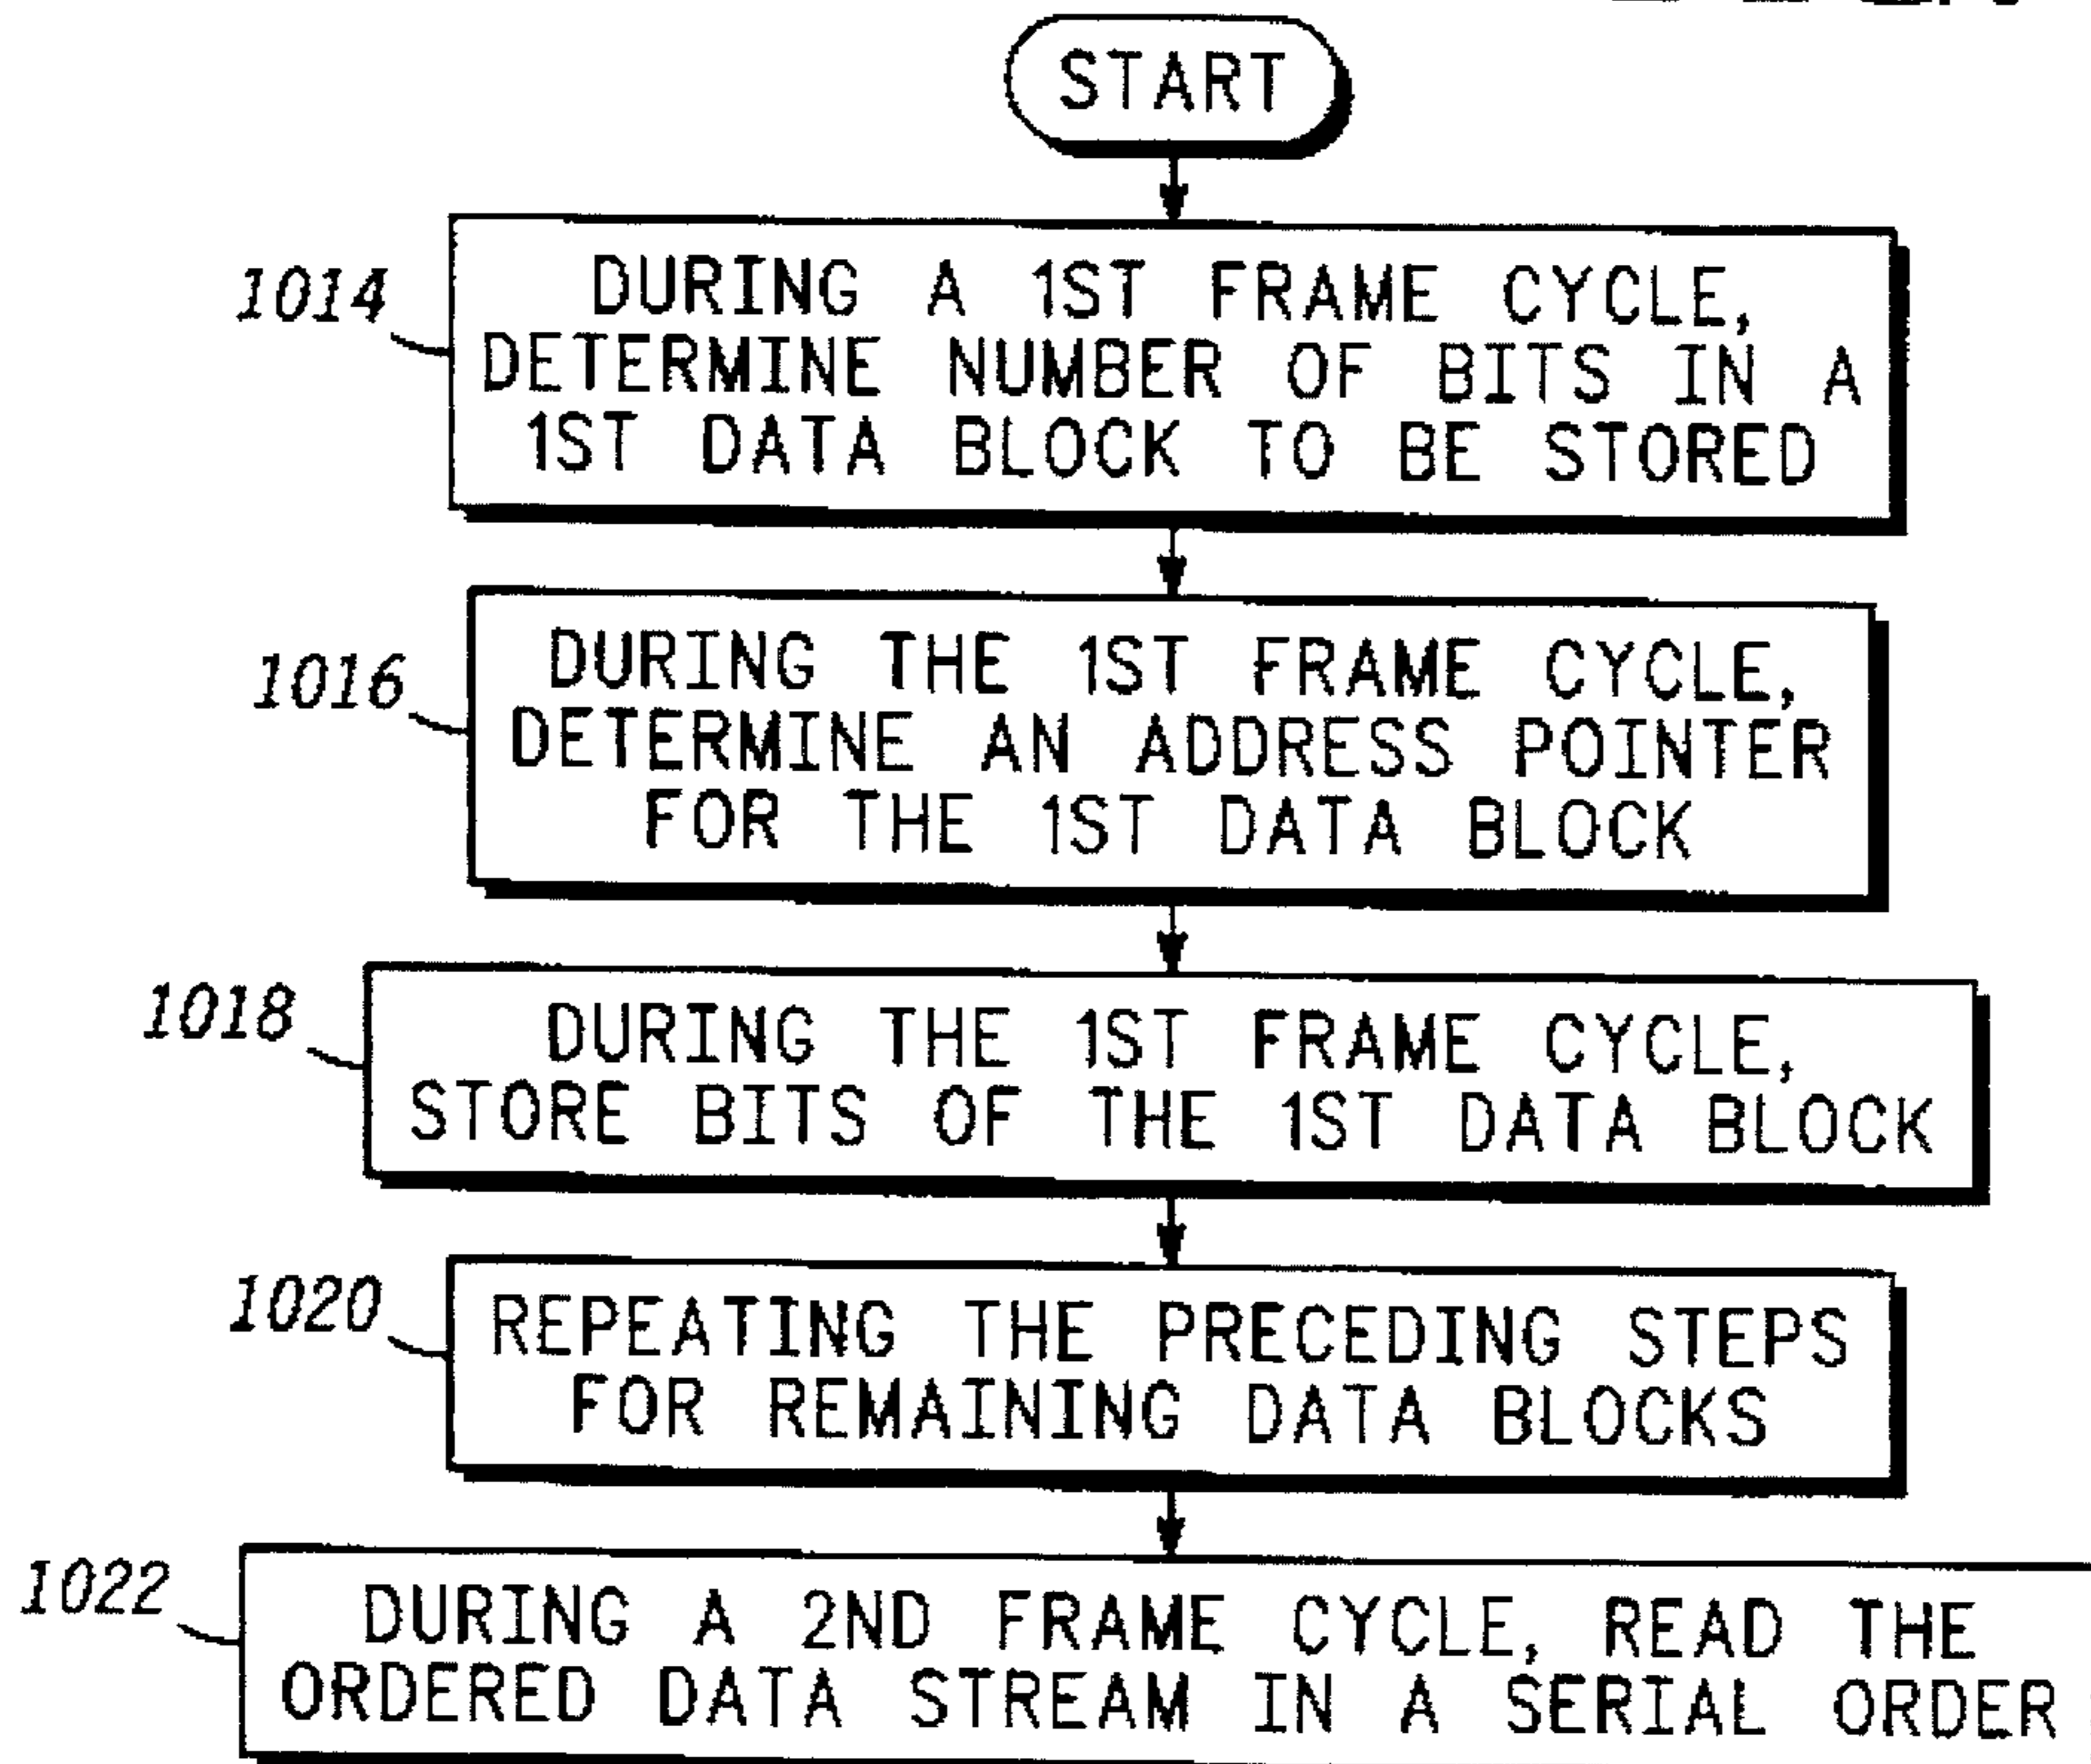 START
1014
DURING A 1ST FRAME CYCLE,
DETERMINE NUMBER OF BITS IN A
1ST DATA BLOCK TO BE STORED
1016
DURING THE 1ST FRAME CYCLE,
DETERMINE AN ADDRESS POINTER
FOR THE 1ST DATA BLOCK
1018
DURING THE 1ST FRAME CYCLE,
STORE BITS OF THE 1ST DATA BLOCK
1020
REPEATING THE PRECEDING STEPS
FOR REMAINING DATA BLOCKS
1022
DURING A 2ND FRAME CYCLE, READ THE
ORDERED DATA STREAM IN A SERIAL ORDER